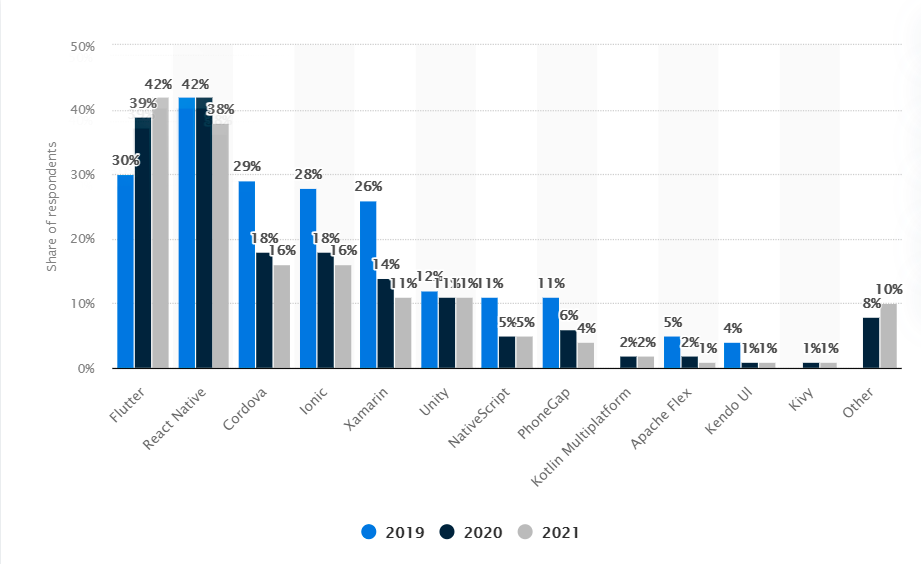 50%
40%
30%
20%
10%
0%
Share of respondents
30%
39%
42%
42%
38%
29%
18%
16%
28%
18%
16%
26%
14%
11%
12%
11%
11%
11%
5%
5%
11%
6%
4%
2%
2%
5%
2%
1%
4%
1%
1%
1%
1%
8%
10%
Flutter
React Native
Cordova
Ionic
Xamarin
Unity
NativeScript
PhoneGap
Kotlin Multiplatform
Apache Flex
Kendo UI
Kivy
Other
2019 2020 2021